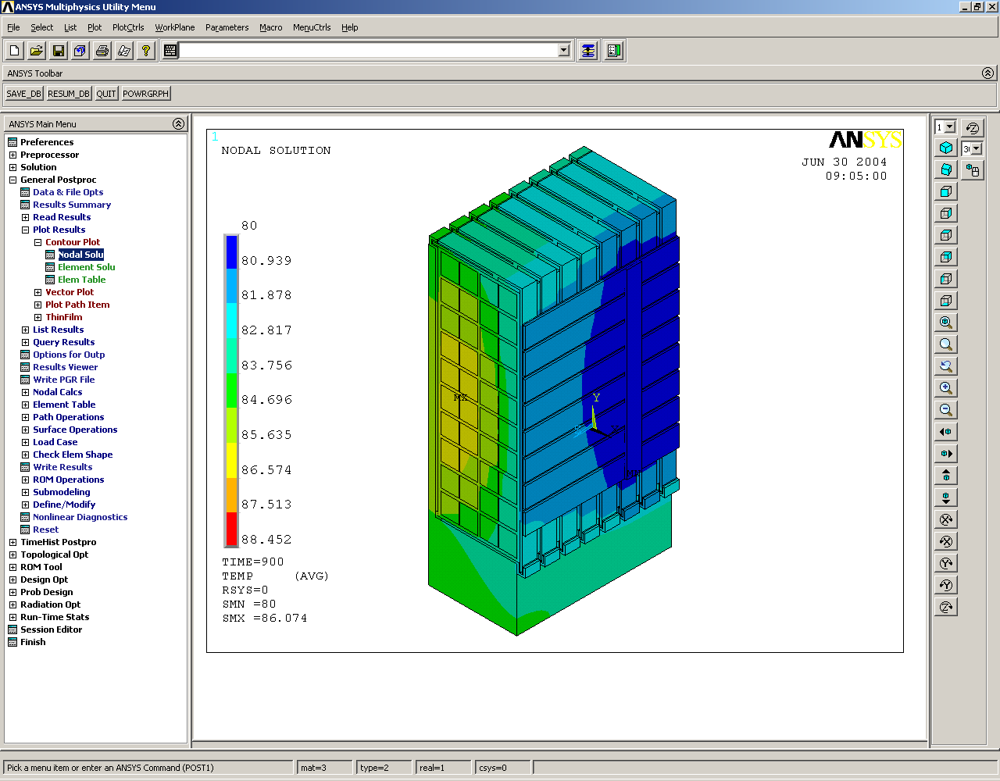 ANSYS Multiphysics Utility Menu
File Select List Plot PlotCtrls WorkPlane Parameters Macro MenuCtrls Help
ANSYS Toolbar
SAVE_DB RESUM_DB QUIT POWRGRPH
ANSYS Main Menu
Preferences
Preprocessor
Solution
General Postproc
Data & File Opts
Results Summary
Read Results
Plot Results
Contour Plot
Nodal Solu
Element Solu
Elem Table
Vector Plot
Plot Path Item
ThinFilm
List Results
Query Results
Options for Outp
Results Viewer
Write PGR File
Nodal Calcs
Element Table
Path Operations
Surface Operations
Load Case
Check Elem Shape
Write Results
ROM Operations
Submodeling
Define/Modify
Nonlinear Diagnostics
Reset
TimeHist Postpro
Topological Opt
ROM Tool
Design Opt
Prob Design
Radiation Opt
Run-Time Stats
Session Editor
Finish
1
NODAL SOLUTION
ANSYS
JUN 30 2004
09:05:00
80
80.939
81.878
82.817
83.756
84.696
85.635
86.574
87.513
88.452
TIME=900
TEMP (AVG)
RSYS=0
SMN =80
SMX =86.074
MX
Y
1
Pick a menu item or enter an ANSYS Command (POST1)
mat=3
type=2
real=1
csys=0